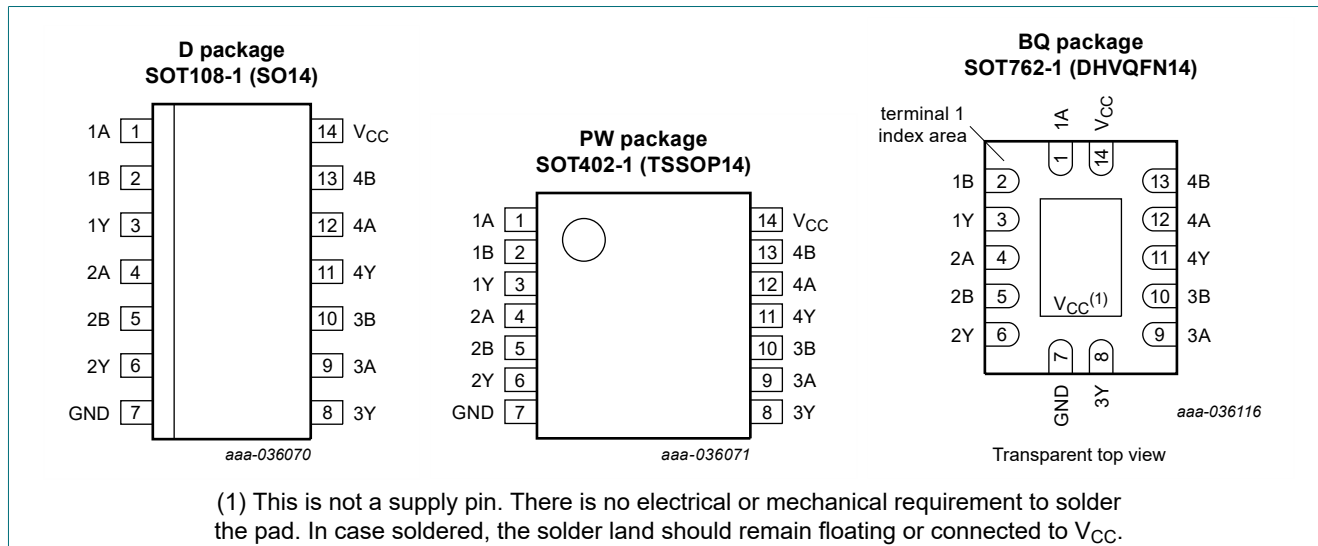 D package
SOT108-1 (SO14)
1A 1 14 VCC
1B 2 13 4B
1Y 3 12 4A
2A 4 11 4Y
2B 5 10 3B
2Y 6 9 3A
GND 7 8 3Y
aaa-036070
PW package
SOT402-1 (TSSOP14)
1A 1 14 VCC
1B 2 13 4B
1Y 3 12 4A
2A 4 11 4Y
2B 5 10 3B
2Y 6 9 3A
GND 7 8 3Y
aaa-036071
BQ package
SOT762-1 (DHVQFN14)
terminal 1
index area
1A VCC
1 14
1B 2 13 4B
1Y 3 12 4A
2A 4 11 4Y
2B 5 10 3B
VCC(1)
2Y 6 9 3A
7 8
GND 3Y
aaa-036116
Transparent top view
(1) This is not a supply pin. There is no electrical or mechanical requirement to solder
the pad. In case soldered, the solder land should remain floating or connected to VCC.